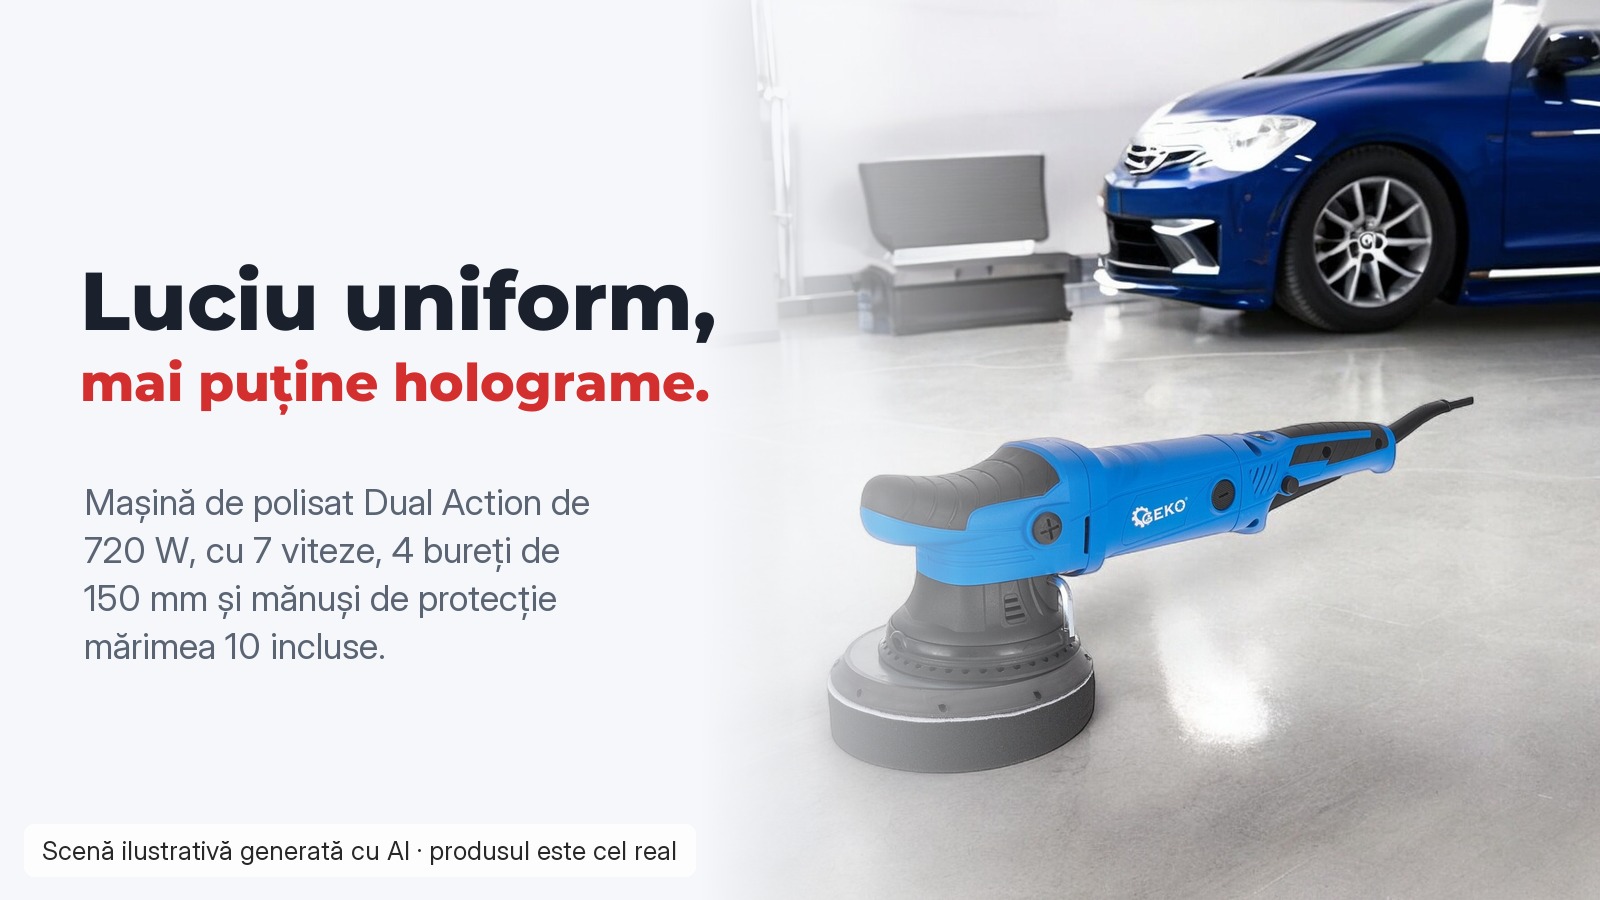 Luciu uniform,
mai puține holograme.
Mașină de polisat Dual Action de
720 W, cu 7 viteze, 4 bureți de
150 mm și mănuși de protecție
mărimea 10 incluse.
GEKO
Scenă ilustrativă generată cu AI · produsul este cel real